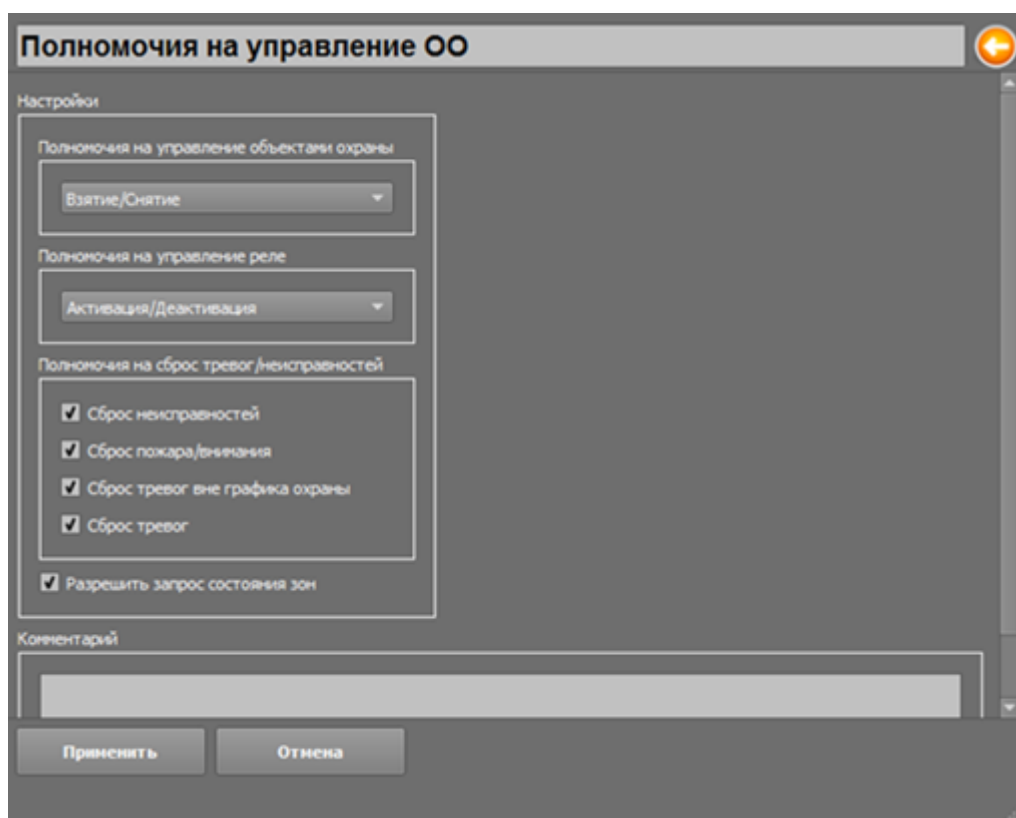 Полномочия на управление ОО
Настройки
Полномочия на управление объектами охраны
Взятие/Снятие
Полномочия на управление реле
Активация/Деактивация
Полномочия на сброс тревог/неисправностей
Сброс неисправностей
Сброс пожара/внимания
Сброс тревог вне графика охраны
Сброс тревог
Разрешить запрос состояния зон
Комментарий
Применить Отмена